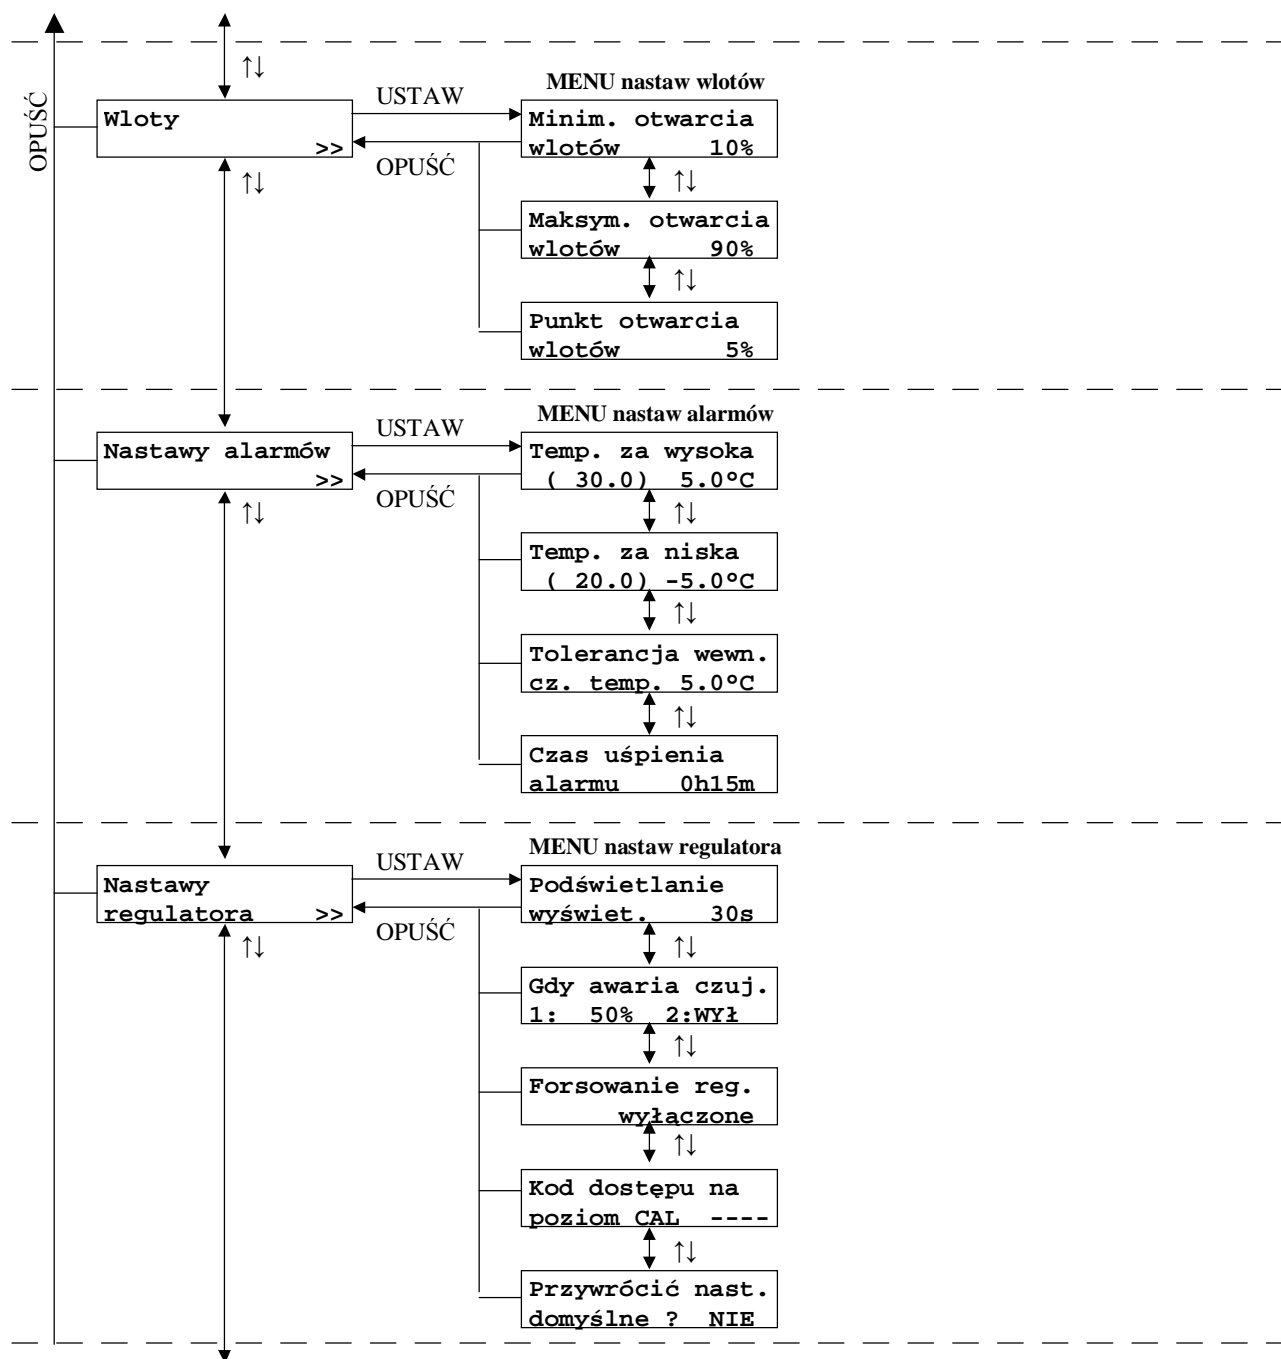 OPUŚĆ
↑↓
MENU nastaw wlotów
Wloty
>>
↑↓
USTAW
OPUŚĆ
Minim. otwarcia
wlotów 10%
↑↓
Maksym. otwarcia
wlotów 90%
↑↓
Punkt otwarcia
wlotów 5%
MENU nastaw alarmów
Nastawy alarmów
>>
↑↓
USTAW
OPUŚĆ
Temp. za wysoka
( 30.0) 5.0°C
↑↓
Temp. za niska
( 20.0) -5.0°C
↑↓
Tolerancja wewn.
cz. temp. 5.0°C
↑↓
Czas uśpienia
alarmu 0h15m
MENU nastaw regulatora
Nastawy
regulatora >>
↑↓
USTAW
OPUŚĆ
Podświetlanie
wyświet. 30s
↑↓
Gdy awaria czuj.
1: 50% 2:WYŁ
↑↓
Forsowanie reg.
wyłączone
↑↓
Kod dostępu na
poziom CAL ----
↑↓
Przywrócić nast.
domyślne ? NIE